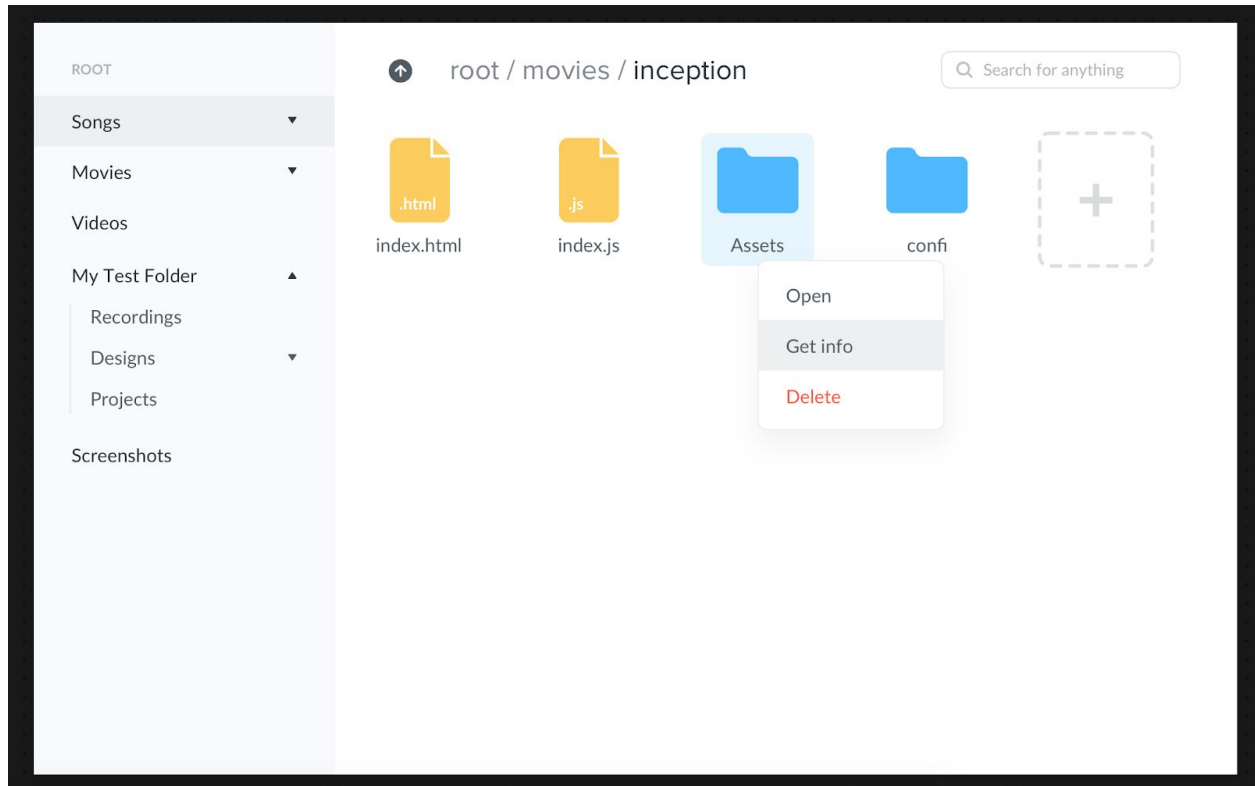 ROOT
Songs
Movies
Videos
My Test Folder
Recordings
Designs
Projects
Screenshots
root / movies / inception
Search for anything
.html
.js
index.html
index.js
Assets
confi
+
Open
Get info
Delete